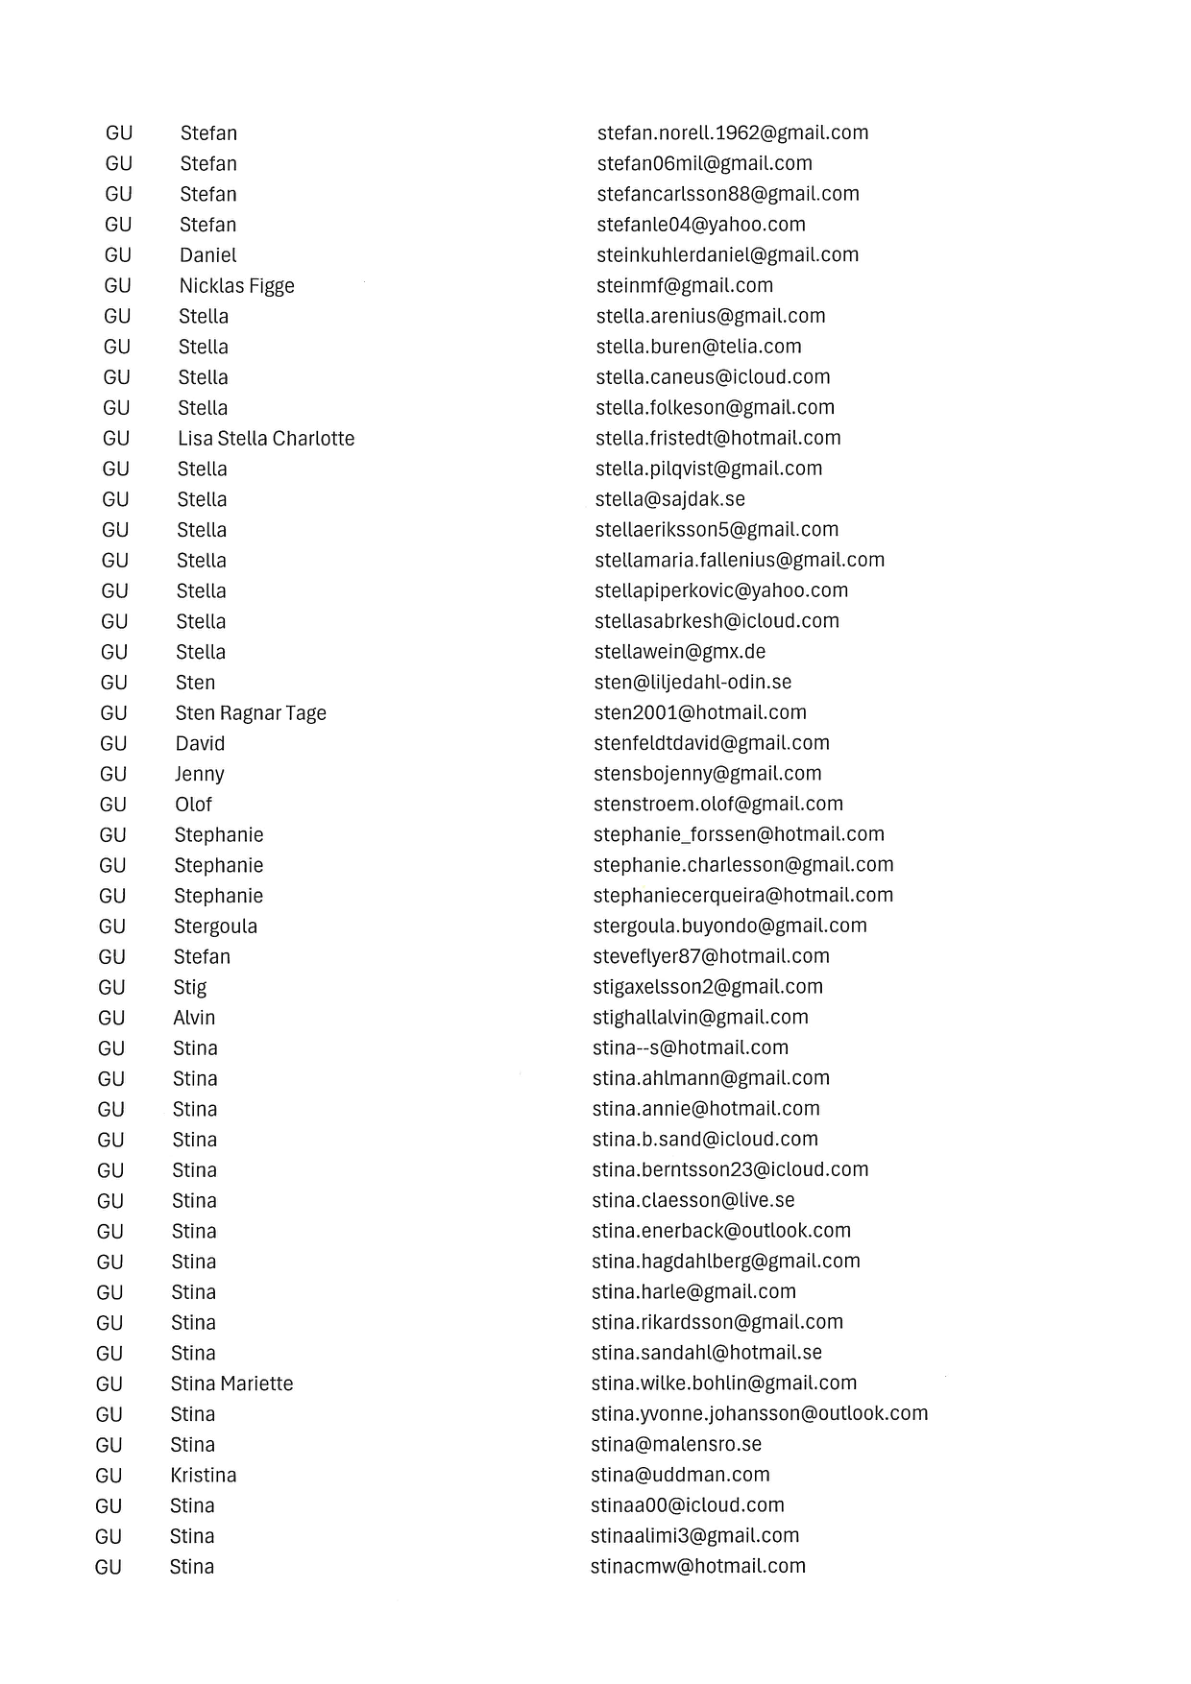 GU Stefan stefan.norell.1962@gmail.com
GU Stefan stefan06mil@gmail.com
GU Stefan stefancarlsson88@gmail.com
GU Stefan stefanle04@yahoo.com
GU Daniel steinkuhlerdaniel@gmail.com
GU Nicklas Figge steinmf@gmail.com
GU Stella stella.arenius@gmail.com
GU Stella stella.buren@telia.com
GU Stella stella.caneus@icloud.com
GU Stella stella.folkeson@gmail.com
GU Lisa Stella Charlotte stella.fristedt@hotmail.com
GU Stella stella.pilqvist@gmail.com
GU Stella stella@sajdak.se
GU Stella stellaeriksson5@gmail.com
GU Stella stellamaria.fallenius@gmail.com
GU Stella stellapiperkovic@yahoo.com
GU Stella stellasabrkesh@icloud.com
GU Stella stellawein@gmx.de
GU Sten sten@liljedahl-odin.se
GU Sten Ragnar Tage sten2001@hotmail.com
GU David stenfeldtdavid@gmail.com
GU Jenny stensbojenny@gmail.com
GU Olof stenstroem.olof@gmail.com
GU Stephanie stephanie_forssen@hotmail.com
GU Stephanie stephanie.charlesson@gmail.com
GU Stephanie stephaniecerqueira@hotmail.com
GU Stergoula stergoula.buyondo@gmail.com
GU Stefan steveflyer87@hotmail.com
GU Stig stigaxelsson2@gmail.com
GU Alvin stighallalvin@gmail.com
GU Stina stina--s@hotmail.com
GU Stina stina.ahlmann@gmail.com
GU Stina stina.annie@hotmail.com
GU Stina stina.b.sand@icloud.com
GU Stina stina.berntsson23@icloud.com
GU Stina stina.claesson@live.se
GU Stina stina.enerback@outlook.com
GU Stina stina.hagdahlberg@gmail.com
GU Stina stina.harle@gmail.com
GU Stina stina.rikardsson@gmail.com
GU Stina stina.sandahl@hotmail.se
GU Stina Mariette stina.wilke.bohlin@gmail.com
GU Stina stina.yvonne.johansson@outlook.com
GU Stina stina@malensro.se
GU Kristina stina@uddman.com
GU Stina stinaa00@icloud.com
GU Stina stinaalimi3@gmail.com
GU Stina stinacmw@hotmail.com